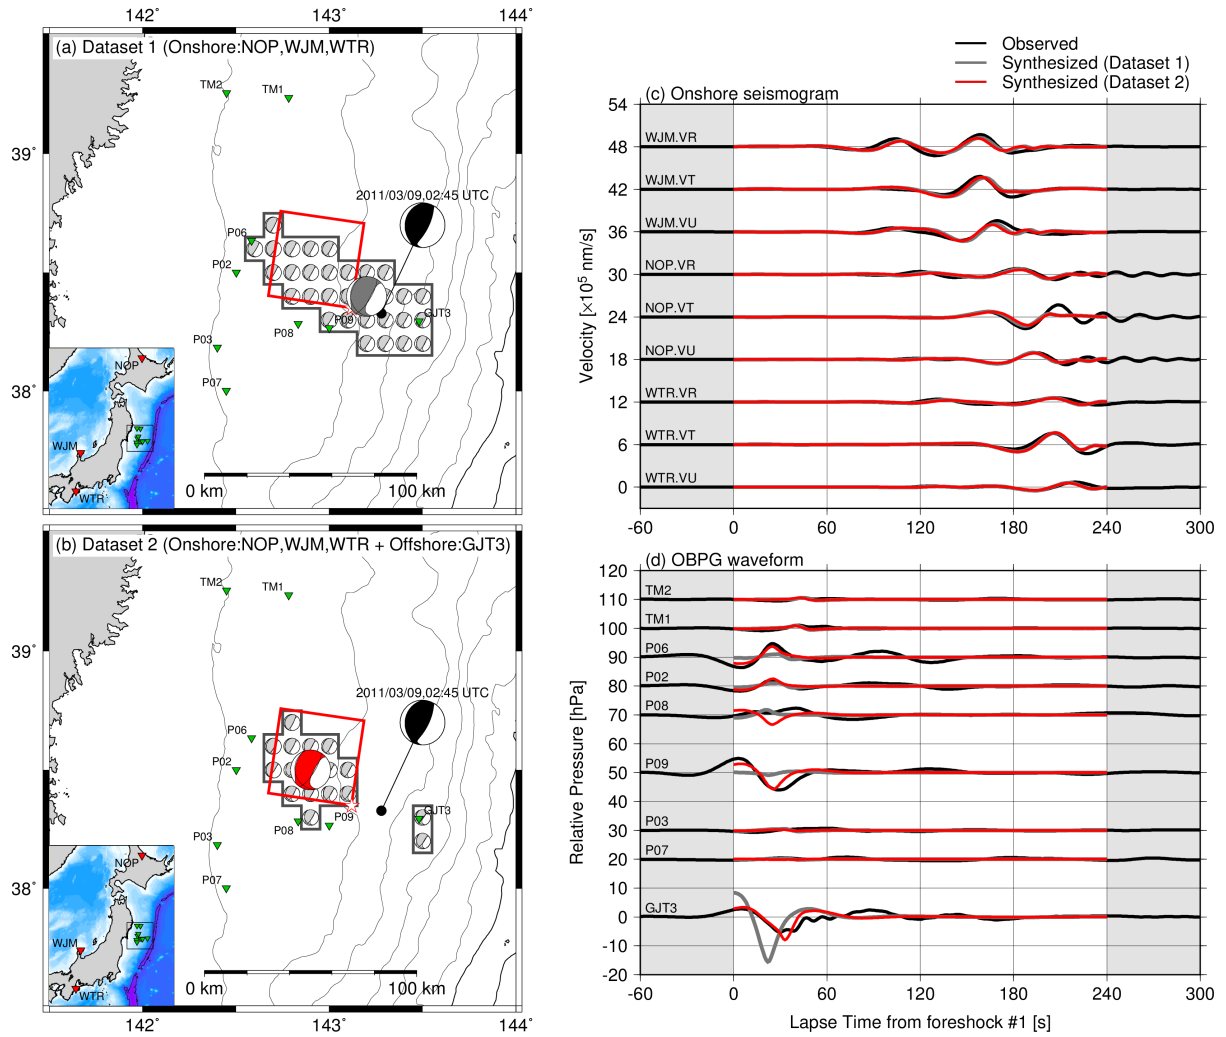 142° 143° 144°
(a) Dataset 1 (Onshore:NOP,WJM,WTR)
TM2
TM1
39°
2011/03/09,02:45 UTC
P06
P02
GJT3
P09
P08
P03
38°
P07
NOP
WJM
WTR
0 km 100 km
(b) Dataset 2 (Onshore:NOP,WJM,WTR + Offshore:GJT3)
TM2
TM1
39°
2011/03/09,02:45 UTC
P06
P02
GJT3
P09
P08
P03
38°
P07
NOP
WJM
WTR
0 km 100 km
142° 143° 144°
Observed
Synthesized (Dataset 1)
Synthesized (Dataset 2)
(c) Onshore seismogram
Velocity [×10⁵ nm/s]
54
48
42
36
30
24
18
12
6
0
WJM.VR
WJM.VT
WJM.VU
NOP.VR
NOP.VT
NOP.VU
WTR.VR
WTR.VT
WTR.VU
-60 0 60 120 180 240 300
(d) OBPG waveform
Relative Pressure [hPa]
120
110
100
90
80
70
60
50
40
30
20
10
0
-10
-20
TM2
TM1
P06
P02
P08
P09
P03
P07
GJT3
-60 0 60 120 180 240 300
Lapse Time from foreshock #1 [s]